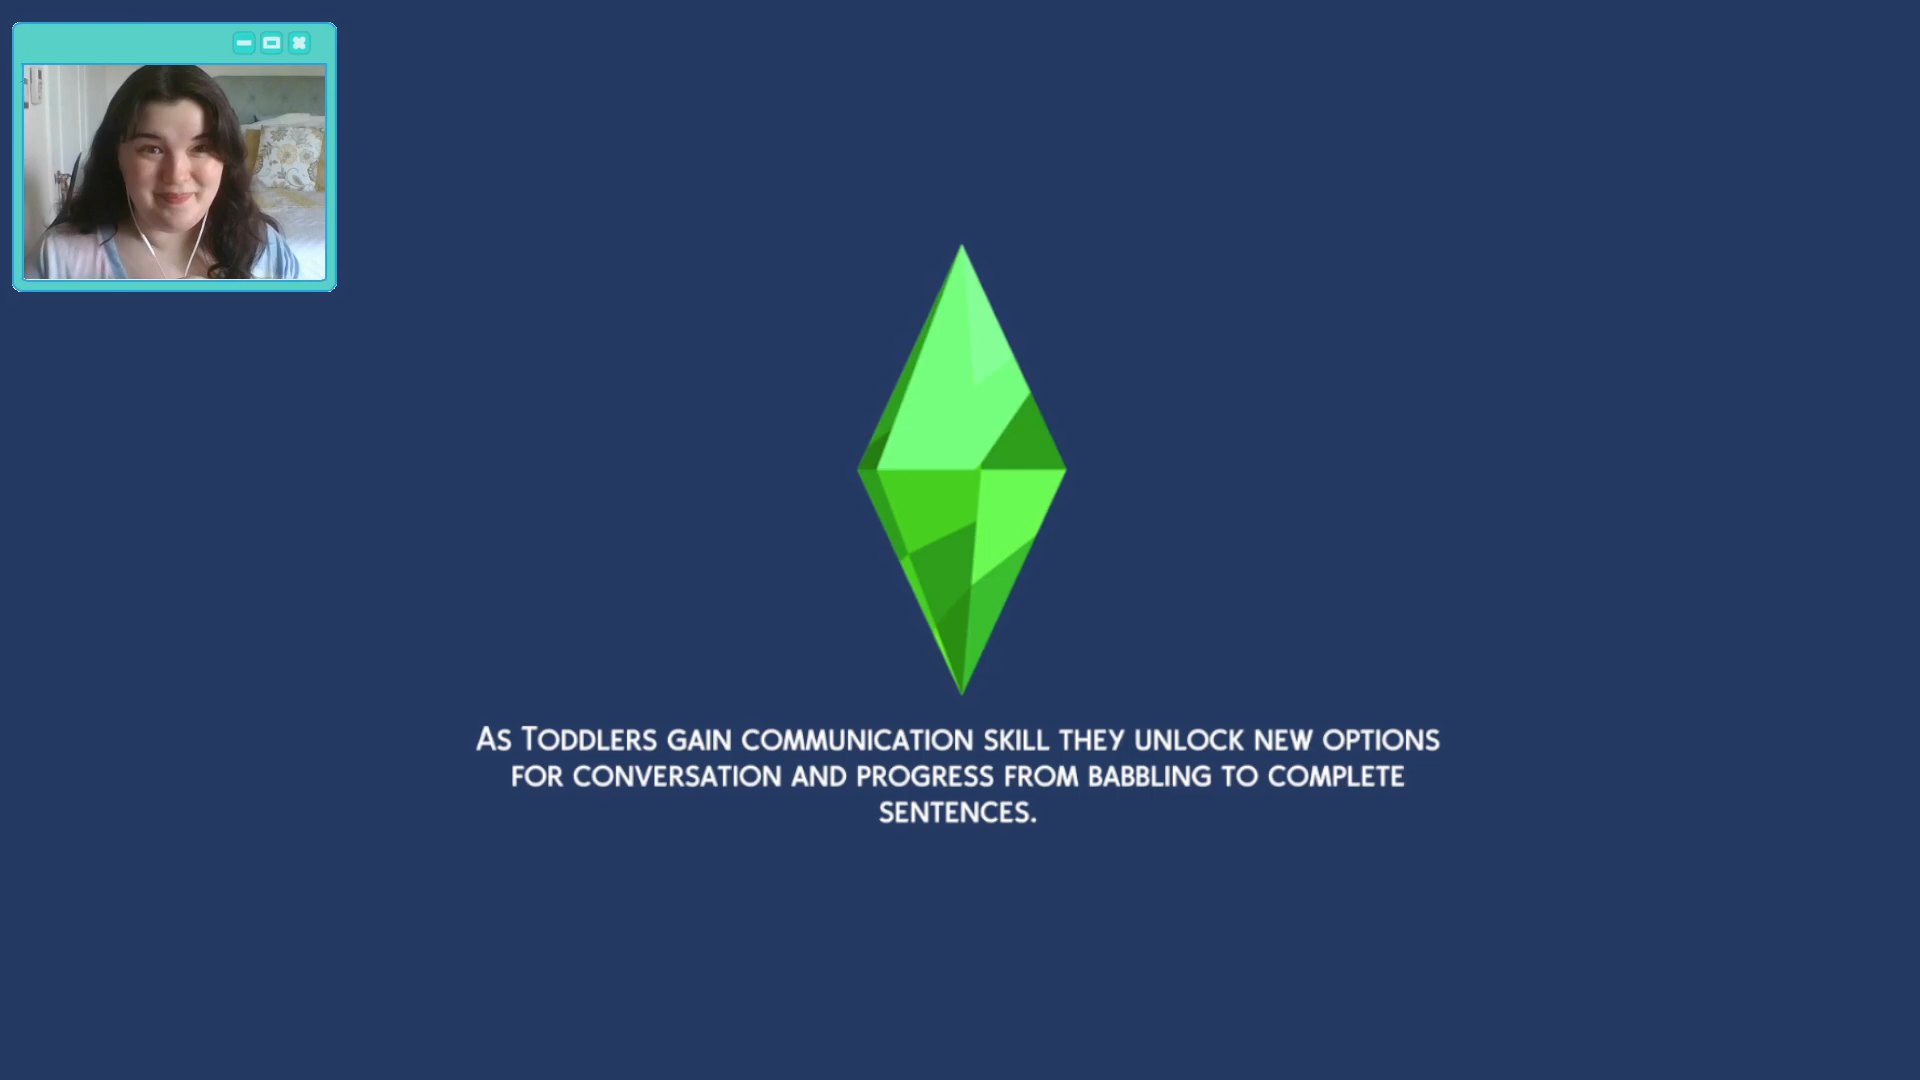 As Toddlers gain communication skill they unlock new options
for conversation and progress from babbling to complete
sentences.